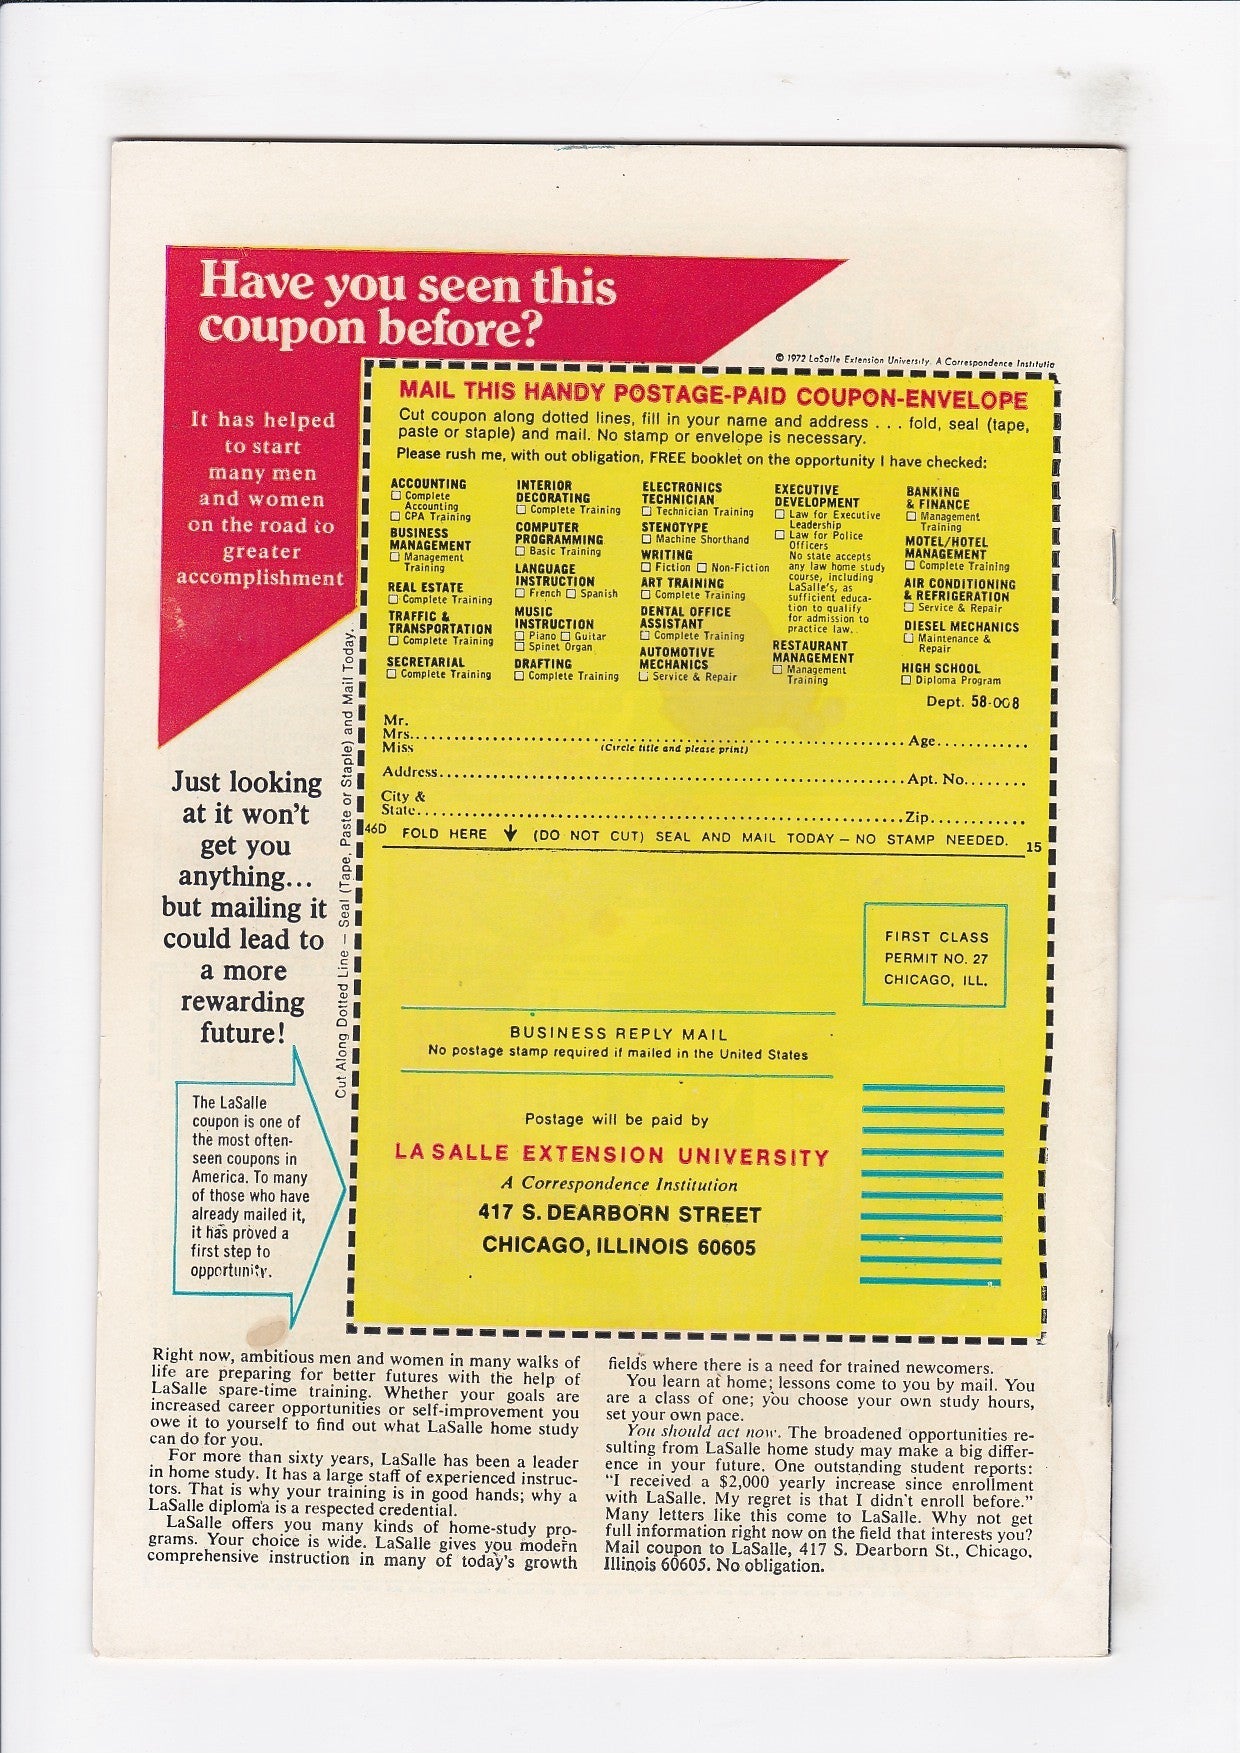 Have you seen this
coupon before?
It has helped
to start
many men
and women
on the road to
greater
accomplishment
© 1972 LaSalle Extension University. A Correspondence Institutio
MAIL THIS HANDY POSTAGE-PAID COUPON-ENVELOPE
Cut coupon along dotted lines, fill in your name and address . . . fold, seal (tape,
paste or staple) and mail. No stamp or envelope is necessary.
Please rush me, with out obligation, FREE booklet on the opportunity I have checked:
ACCOUNTING
☐ Complete
Accounting
☐ CPA Training
BUSINESS
MANAGEMENT
☐ Management
Training
REAL ESTATE
☐ Complete Training
TRAFFIC &
TRANSPORTATION
☐ Complete Training
SECRETARIAL
☐ Complete Training
INTERIOR
DECORATING
☐ Complete Training
COMPUTER
PROGRAMMING
☐ Basic Training
LANGUAGE
INSTRUCTION
☐ French ☐ Spanish
MUSIC
INSTRUCTION
☐ Piano ☐ Guitar
☐ Spinet Organ
DRAFTING
☐ Complete Training
ELECTRONICS
TECHNICIAN
☐ Technician Training
STENOTYPE
☐ Machine Shorthand
WRITING
☐ Fiction ☐ Non-Fiction
ART TRAINING
☐ Complete Training
DENTAL OFFICE
ASSISTANT
☐ Complete Training
AUTOMOTIVE
MECHANICS
☐ Service & Repair
EXECUTIVE
DEVELOPMENT
☐ Law for Executive
Leadership
☐ Law for Police
Officers
No state accepts
any law home study
course, including
LaSalle's, as
sufficient educa-
tion to qualify
for admission to
practice law.
RESTAURANT
MANAGEMENT
☐ Management
Training
BANKING
& FINANCE
☐ Management
Training
MOTEL/HOTEL
MANAGEMENT
☐ Complete Training
AIR CONDITIONING
& REFRIGERATION
☐ Service & Repair
DIESEL MECHANICS
☐ Maintenance &
Repair
HIGH SCHOOL
☐ Diploma Program
Dept. 58-008
Mr.
Mrs. Age
Miss (Circle title and please print)
Address Apt. No.
City &
State Zip
46D FOLD HERE ↓ (DO NOT CUT) SEAL AND MAIL TODAY — NO STAMP NEEDED. 15
Cut Along Dotted Line — Seal (Tape, Paste or Staple) and Mail Today.
Just looking
at it won't
get you
anything...
but mailing it
could lead to
a more
rewarding
future!
FIRST CLASS
PERMIT NO. 27
CHICAGO, ILL.
BUSINESS REPLY MAIL
No postage stamp required if mailed in the United States
Postage will be paid by
LA SALLE EXTENSION UNIVERSITY
A Correspondence Institution
417 S. DEARBORN STREET
CHICAGO, ILLINOIS 60605
The LaSalle
coupon is one of
the most often-
seen coupons in
America. To many
of those who have
already mailed it,
it has proved a
first step to
opportunity.
Right now, ambitious men and women in many walks of
life are preparing for better futures with the help of
LaSalle spare-time training. Whether your goals are
increased career opportunities or self-improvement you
owe it to yourself to find out what LaSalle home study
can do for you.
For more than sixty years, LaSalle has been a leader
in home study. It has a large staff of experienced instruc-
tors. That is why your training is in good hands; why a
LaSalle diploma is a respected credential.
LaSalle offers you many kinds of home-study pro-
grams. Your choice is wide. LaSalle gives you modern
comprehensive instruction in many of today's growth
fields where there is a need for trained newcomers.
You learn at home; lessons come to you by mail. You
are a class of one; you choose your own study hours,
set your own pace.
You should act now. The broadened opportunities re-
sulting from LaSalle home study may make a big differ-
ence in your future. One outstanding student reports:
"I received a $2,000 yearly increase since enrollment
with LaSalle. My regret is that I didn't enroll before."
Many letters like this come to LaSalle. Why not get
full information right now on the field that interests you?
Mail coupon to LaSalle, 417 S. Dearborn St., Chicago,
Illinois 60605. No obligation.